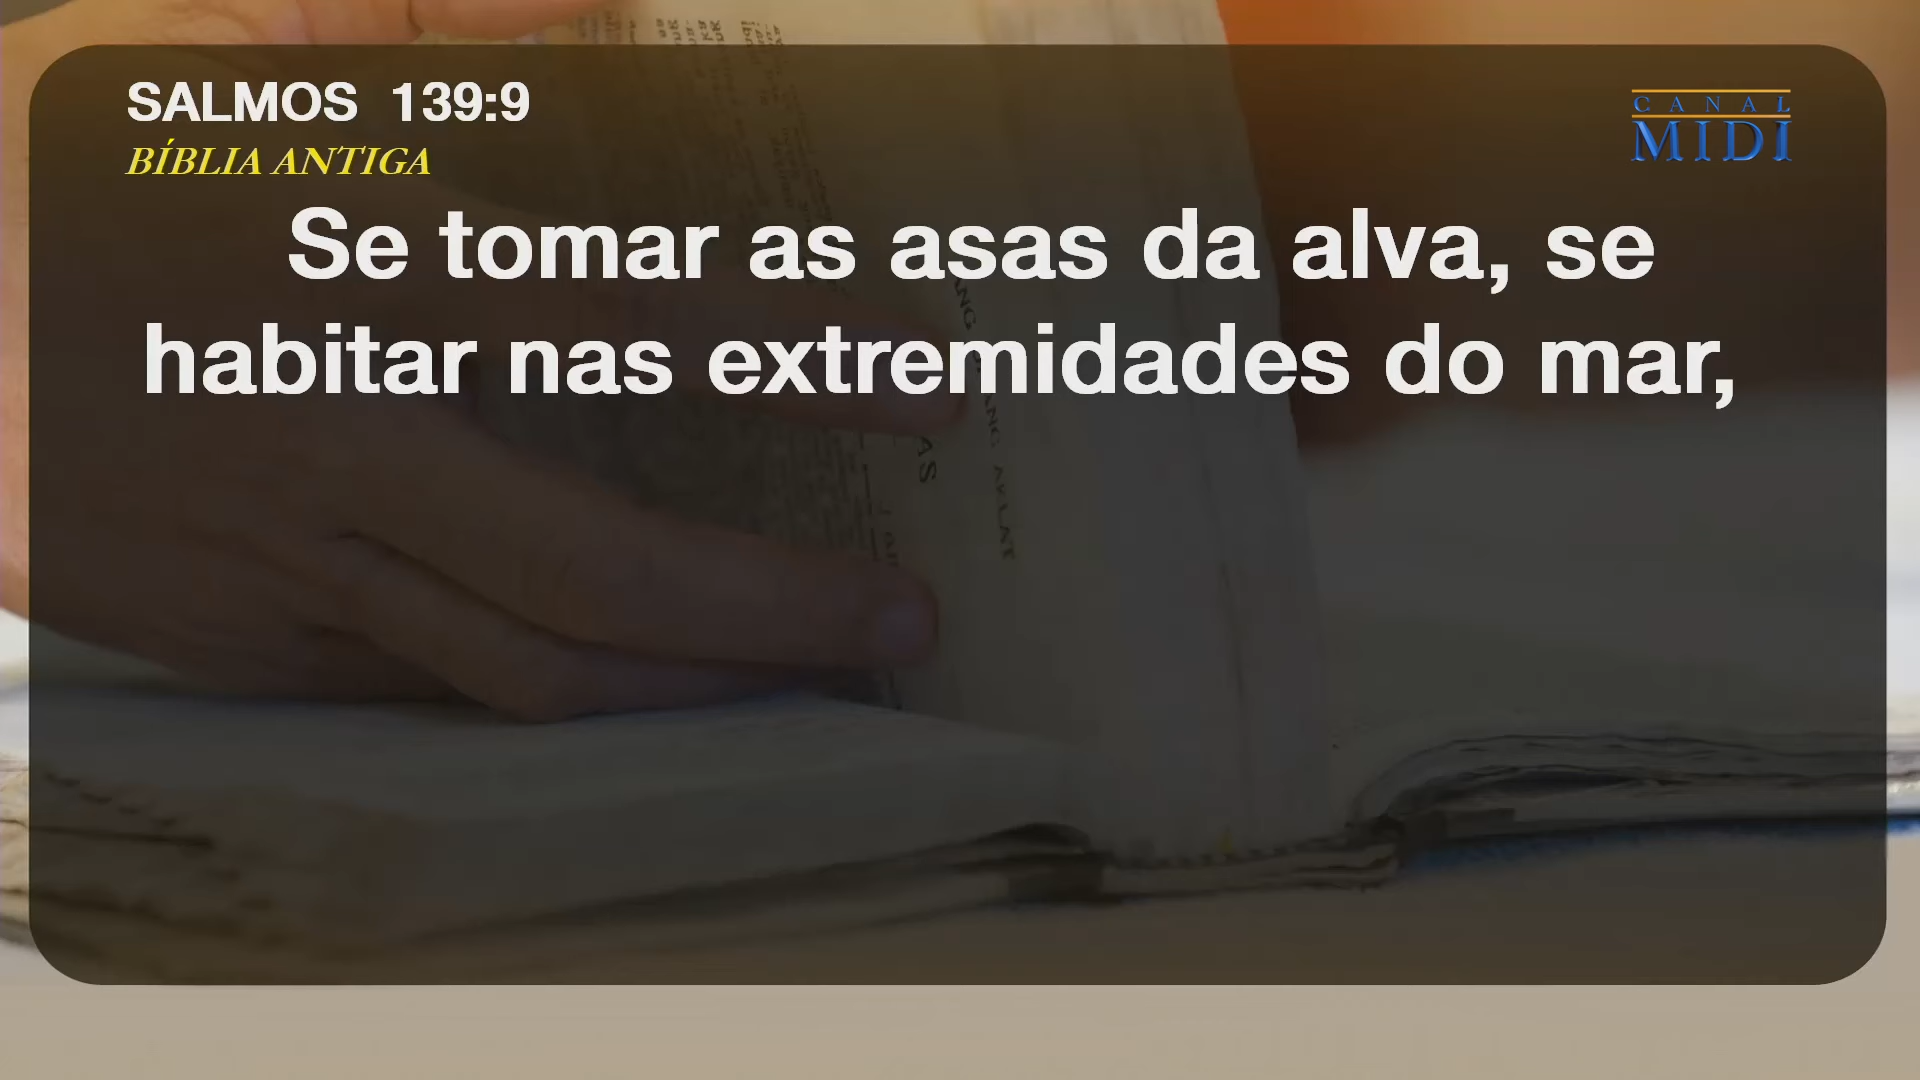 SALMOS 139:9
BÍBLIA ANTIGA
CANAL
MIDI
Se tomar as asas da alva, se
habitar nas extremidades do mar,